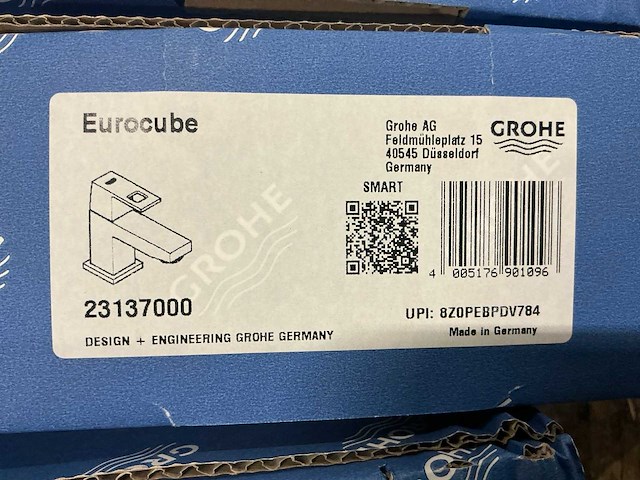 Eurocube
Grohe AG
Feldmühleplatz 15
40545 Düsseldorf
Germany
GROHE
SMART
GROHE
4 005176 901096
23137000
UPI: 8Z0PEBPDV784
DESIGN + ENGINEERING GROHE GERMANY
Made in Germany